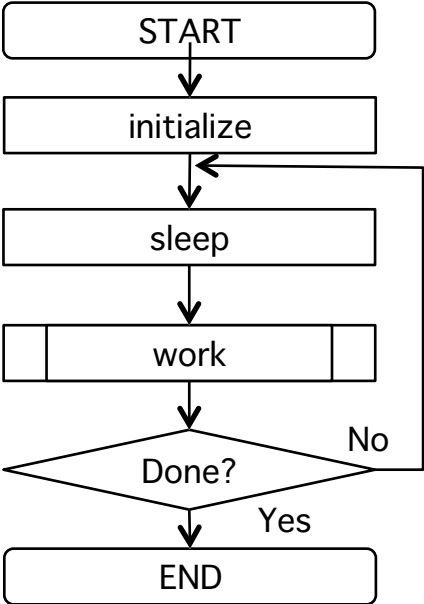 START
initialize
sleep
work
Done?
No
Yes
END